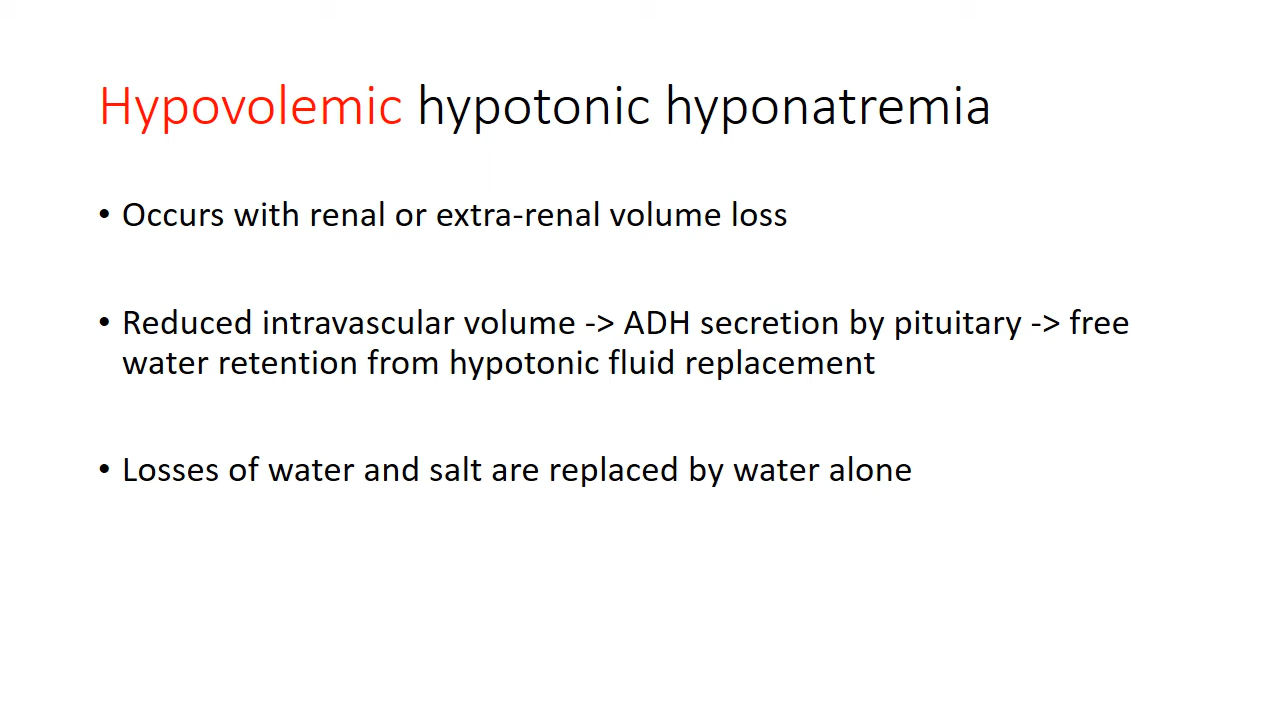 Hypovolemic hypotonic hyponatremia
• Occurs with renal or extra-renal volume loss
• Reduced intravascular volume -> ADH secretion by pituitary -> free
water retention from hypotonic fluid replacement
• Losses of water and salt are replaced by water alone